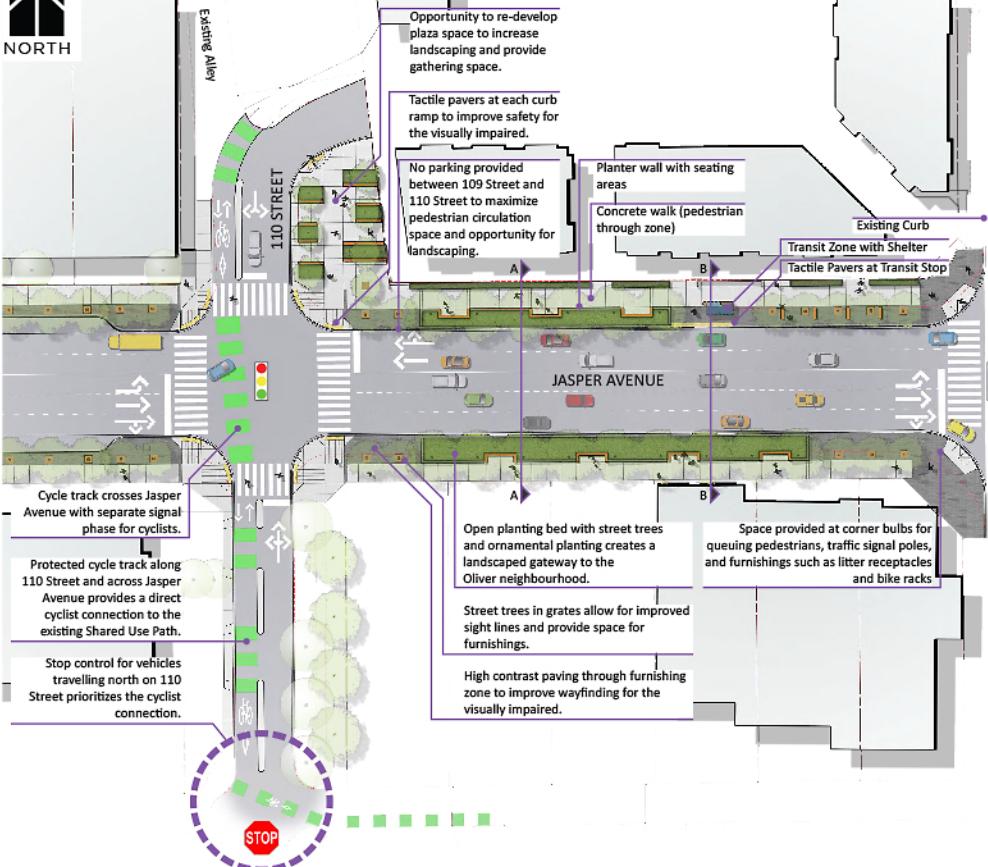 NORTH
Existing Alley
Opportunity to re-develop
plaza space to increase
landscaping and provide
gathering space.
Tactile pavers at each curb
ramp to improve safety for
the visually impaired.
110 STREET
No parking provided
between 109 Street and
110 Street to maximize
pedestrian circulation
space and opportunity for
landscaping.
Planter wall with seating
areas
Concrete walk (pedestrian
through zone)
Existing Curb
Transit Zone with Shelter
Tactile Pavers at Transit Stop
A
B
JASPER AVENUE
A
B
Cycle track crosses Jasper
Avenue with separate signal
phase for cyclists.
Protected cycle track along
110 Street and across Jasper
Avenue provides a direct
cyclist connection to the
existing Shared Use Path.
Stop control for vehicles
travelling north on 110
Street prioritizes the cyclist
connection.
Open planting bed with street trees
and ornamental planting creates a
landscaped gateway to the
Oliver neighbourhood.
Street trees in grates allow for improved
sight lines and provide space for
furnishings.
High contrast paving through furnishing
zone to improve wayfinding for the
visually impaired.
Space provided at corner bulbs for
queuing pedestrians, traffic signal poles,
and furnishings such as litter receptacles
and bike racks
STOP